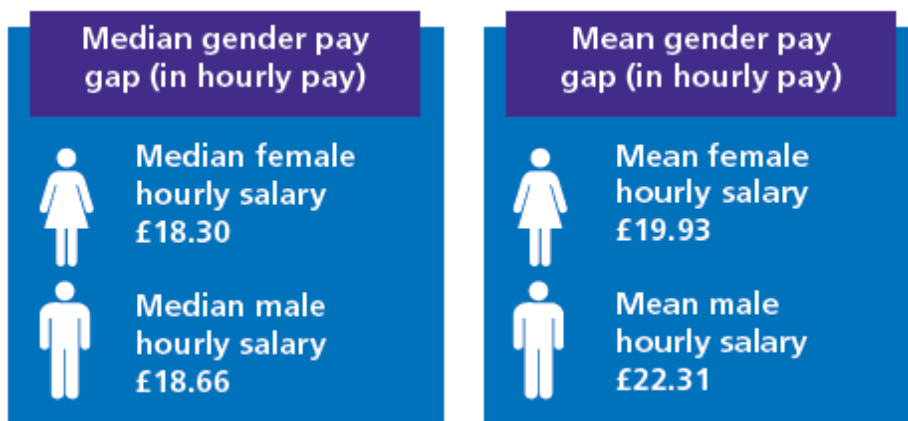 Median gender pay
gap (in hourly pay)
Median female
hourly salary
£18.30
Median male
hourly salary
£18.66
Mean gender pay
gap (in hourly pay)
Mean female
hourly salary
£19.93
Mean male
hourly salary
£22.31